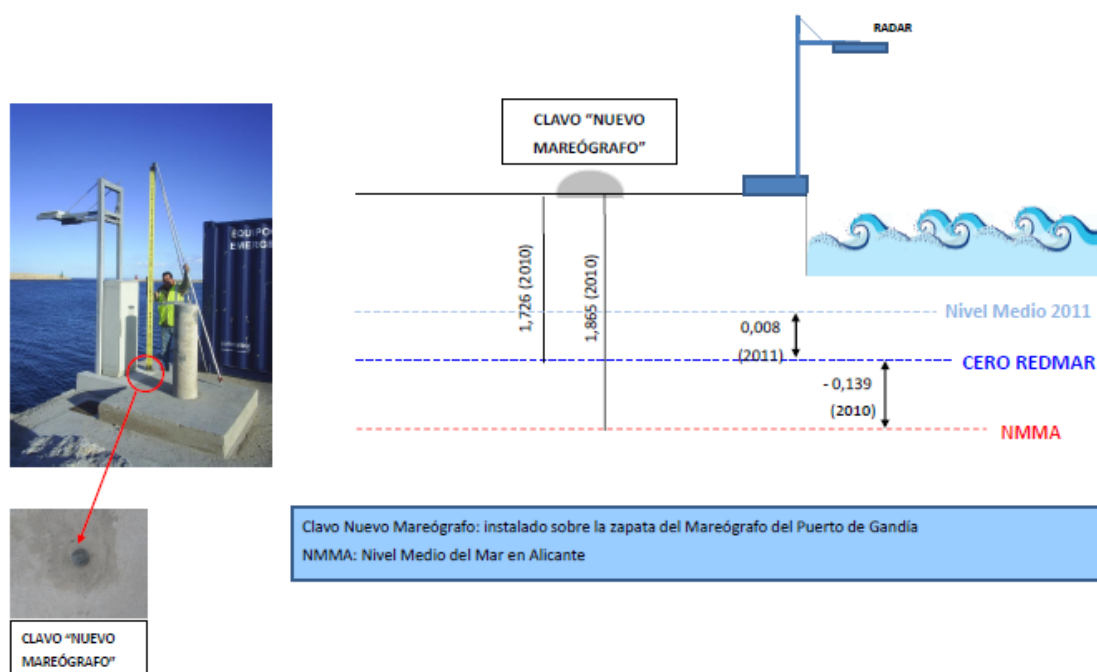 RADAR
CLAVO "NUEVO
MAREÓGRAFO"
EQUIPO
EMERGE
1,726 (2010)
1,865 (2010)
Nivel Medio 2011
0,008
(2011)
CERO REDMAR
- 0,139
(2010)
NMMA
Clavo Nuevo Mareógrafo: instalado sobre la zapata del Mareógrafo del Puerto de Gandía
NMMA: Nivel Medio del Mar en Alicante
CLAVO "NUEVO
MAREÓGRAFO"